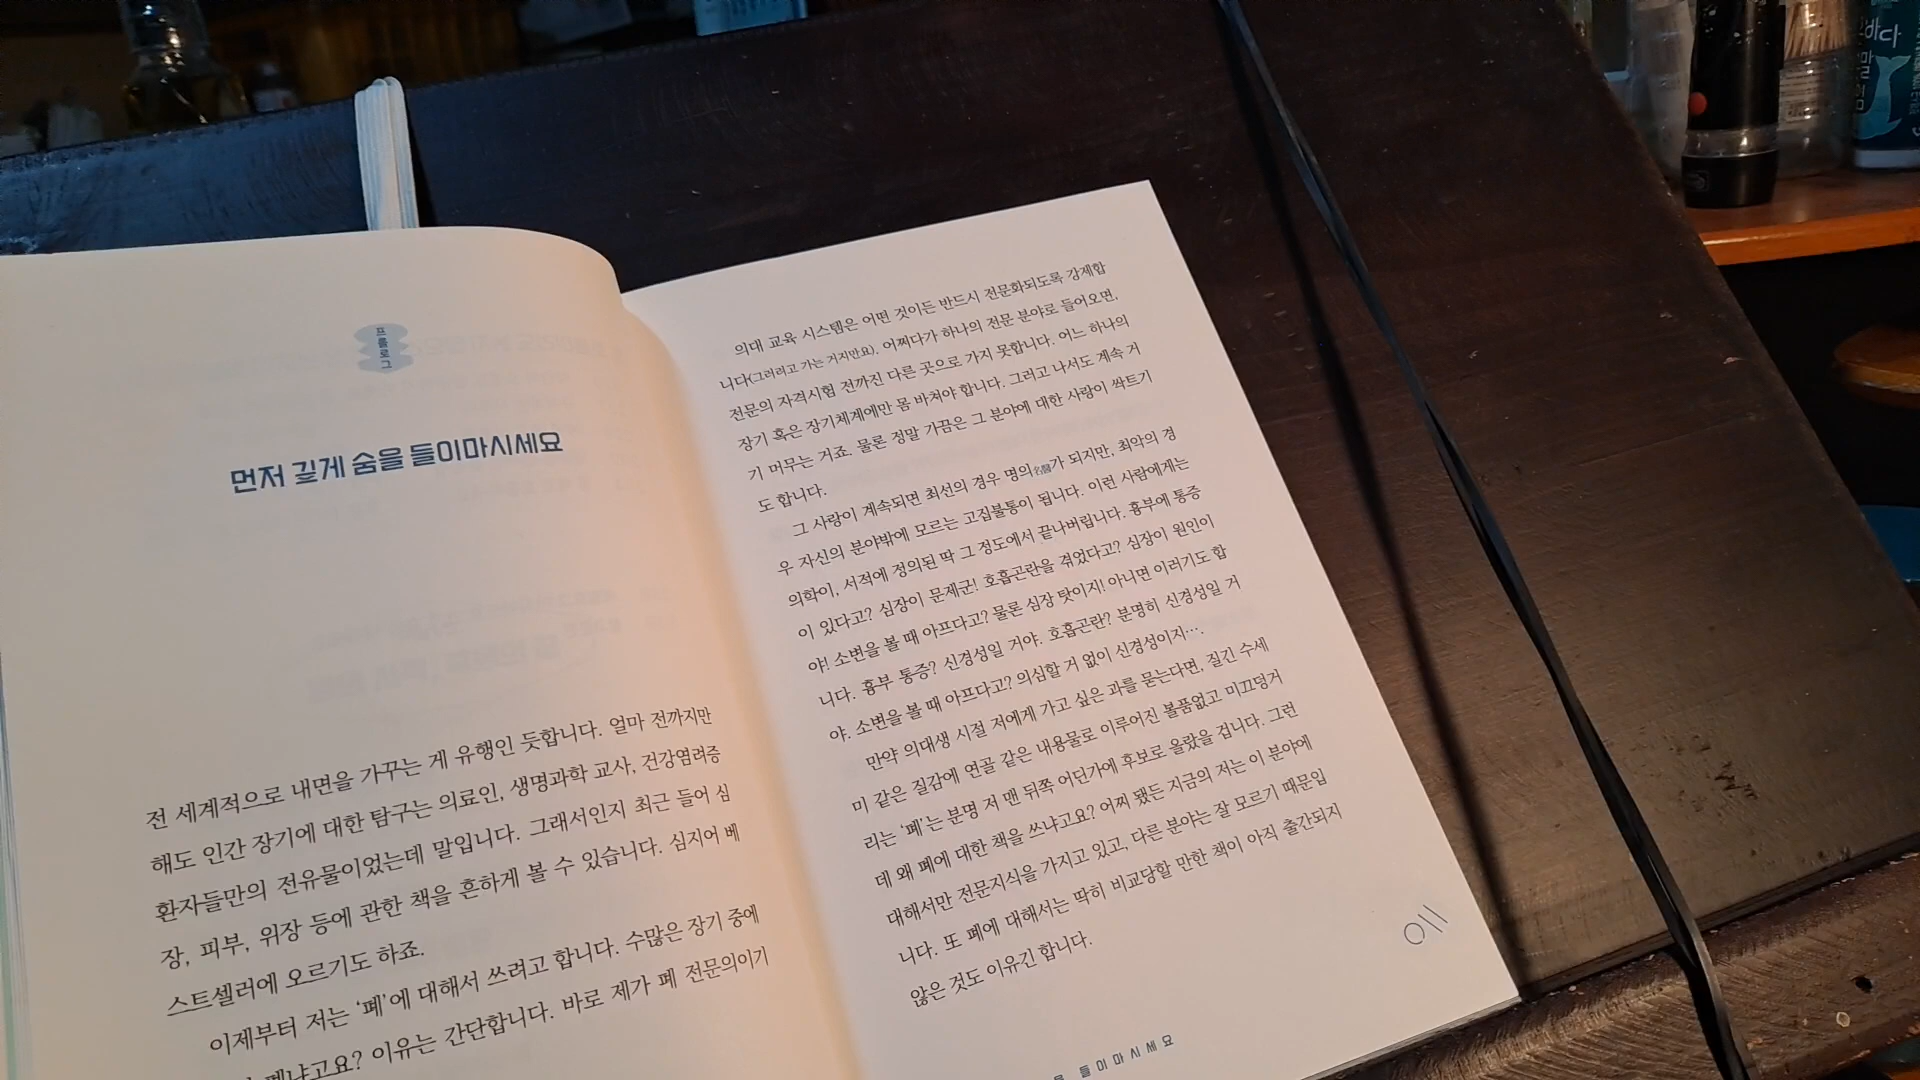 프롤로그
먼저 깊게 숨을 들이마시세요
전 세계적으로 내면을 가꾸는 게 유행인 듯합니다. 얼마 전까지만
해도 인간 장기에 대한 탐구는 의료인, 생명과학 교사, 건강염려증
환자들만의 전유물이었는데 말입니다. 그래서인지 최근 들어 심
장, 피부, 위장 등에 관한 책을 흔하게 볼 수 있습니다. 심지어 베
스트셀러에 오르기도 하죠.
이제부터 저는 ‘폐’에 대해서 쓰려고 합니다. 수많은 장기 중에
폐냐고요? 이유는 간단합니다. 바로 제가 폐 전문의이기
의대 교육 시스템은 어떤 것이든 반드시 전문화되도록 강제합
니다(그러려고 가는 거지만요). 어쩌다가 하나의 전문 분야로 들어오면,
전문의 자격시험 전까진 다른 곳으로 가지 못합니다. 어느 하나의
장기 혹은 장기체계에만 몸 바쳐야 합니다. 그러고 나서도 계속 거
기 머무는 거죠. 물론 정말 가끔은 그 분야에 대한 사랑이 싹트기
도 합니다.
그 사랑이 계속되면 최선의 경우 명의名醫가 되지만, 최악의 경
우 자신의 분야밖에 모르는 고집불통이 됩니다. 이런 사람에게는
의학이, 서적에 정의된 딱 그 정도에서 끝나버립니다. 흉부에 통증
이 있다고? 심장이 문제군! 호흡곤란을 겪었다고? 심장이 원인이
야! 소변을 볼 때 아프다고? 물론 심장 탓이지! 아니면 이러기도 합
니다. 흉부 통증? 신경성일 거야. 호흡곤란? 분명히 신경성일 거
야. 소변을 볼 때 아프다고? 의심할 거 없이 신경성이지….
만약 의대생 시절 저에게 가고 싶은 과를 묻는다면, 질긴 수세
미 같은 질감에 연골 같은 내용물로 이루어진 볼품없고 미끄덩거
리는 ‘폐’는 분명 저 맨 뒤쪽 어딘가에 후보로 올랐을 겁니다. 그런
데 왜 폐에 대한 책을 쓰냐고요? 어찌 됐든 지금의 저는 이 분야에
대해서만 전문지식을 가지고 있고, 다른 분야는 잘 모르기 때문입
니다. 또 폐에 대해서는 딱히 비교당할 만한 책이 아직 출간되지
않은 것도 이유긴 합니다.
011
들이마시세요